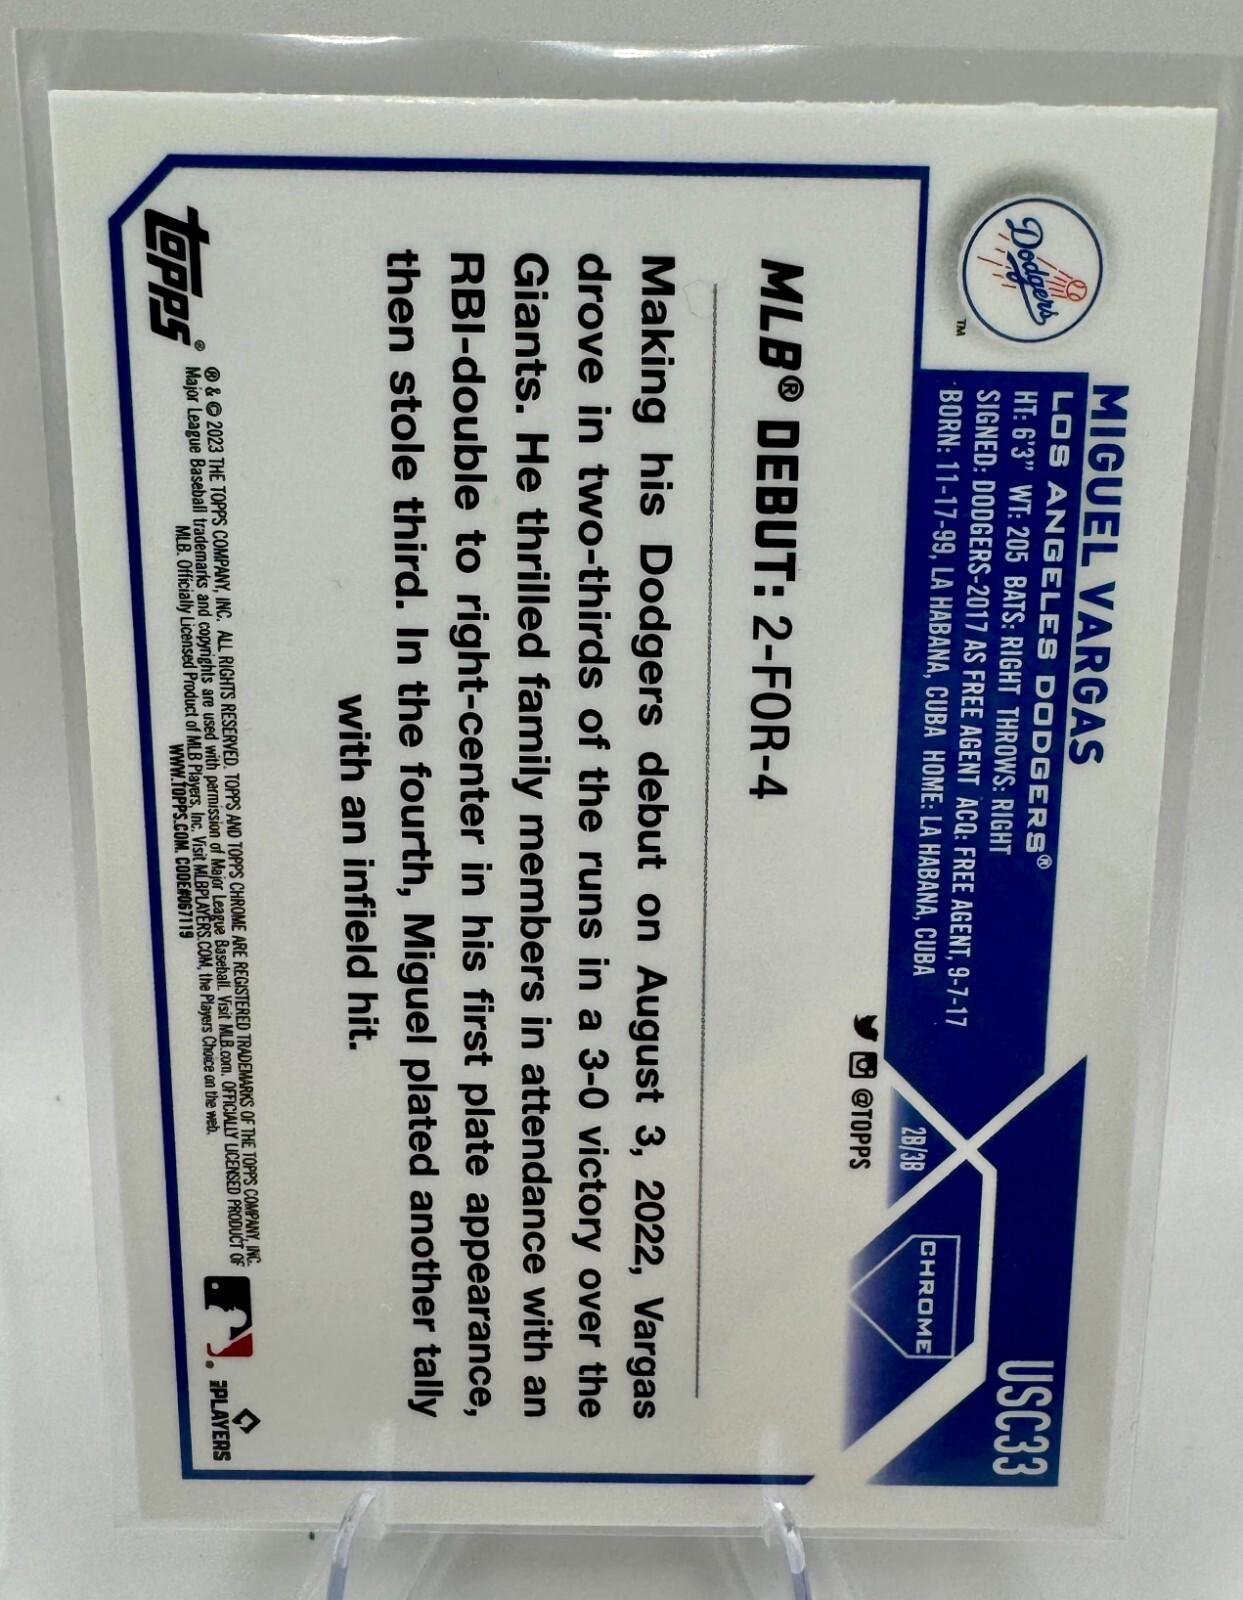 Dodgers
TM
MIGUEL VARGAS
LOS ANGELES DODGERS®
HT: 6'3" WT: 205 BATS: RIGHT THROWS: RIGHT
SIGNED: DODGERS-2017 AS FREE AGENT ACQ: FREE AGENT, 9-7-17
BORN: 11-17-99, LA HABANA, CUBA HOME: LA HABANA, CUBA
USC33
CHROME
2B/3B
@TOPPS
MLB® DEBUT: 2-FOR-4
Making his Dodgers debut on August 3, 2022, Vargas
drove in two-thirds of the runs in a 3-0 victory over the
Giants. He thrilled family members in attendance with an
RBI-double to right-center in his first plate appearance,
then stole third. In the fourth, Miguel plated another tally
with an infield hit.
topps®
® & © 2023 THE TOPPS COMPANY, INC. ALL RIGHTS RESERVED. TOPPS AND TOPPS CHROME ARE REGISTERED TRADEMARKS OF THE TOPPS COMPANY, INC.
Major League Baseball trademarks and copyrights are used with permission of Major League Baseball. Visit MLB.com. OFFICIALLY LICENSED PRODUCT OF
MLB. Officially Licensed Product of MLB Players, Inc. Visit MLBPLAYERS.COM, the Players Choice on the web.
WWW.TOPPS.COM. CODE#067119
PLAYERS